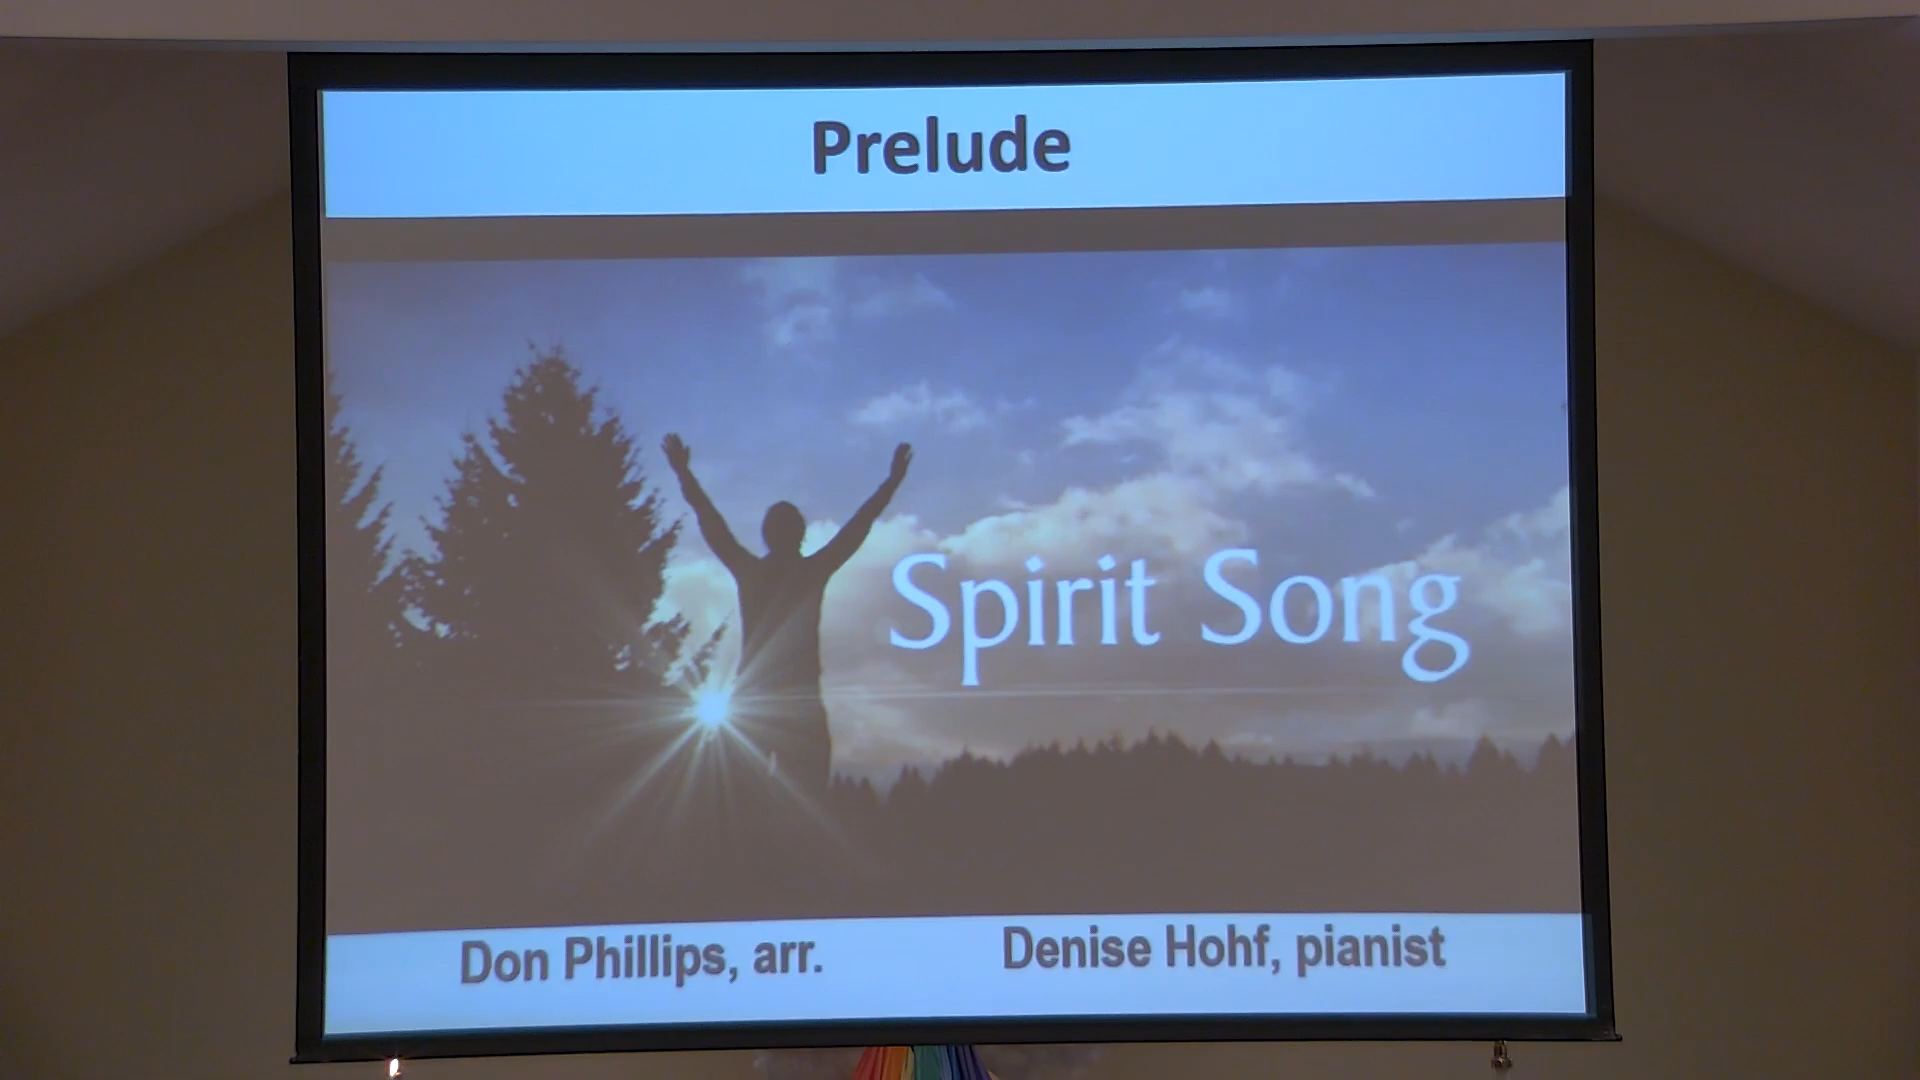 Prelude
Spirit Song
Don Phillips, arr. Denise Hohf, pianist